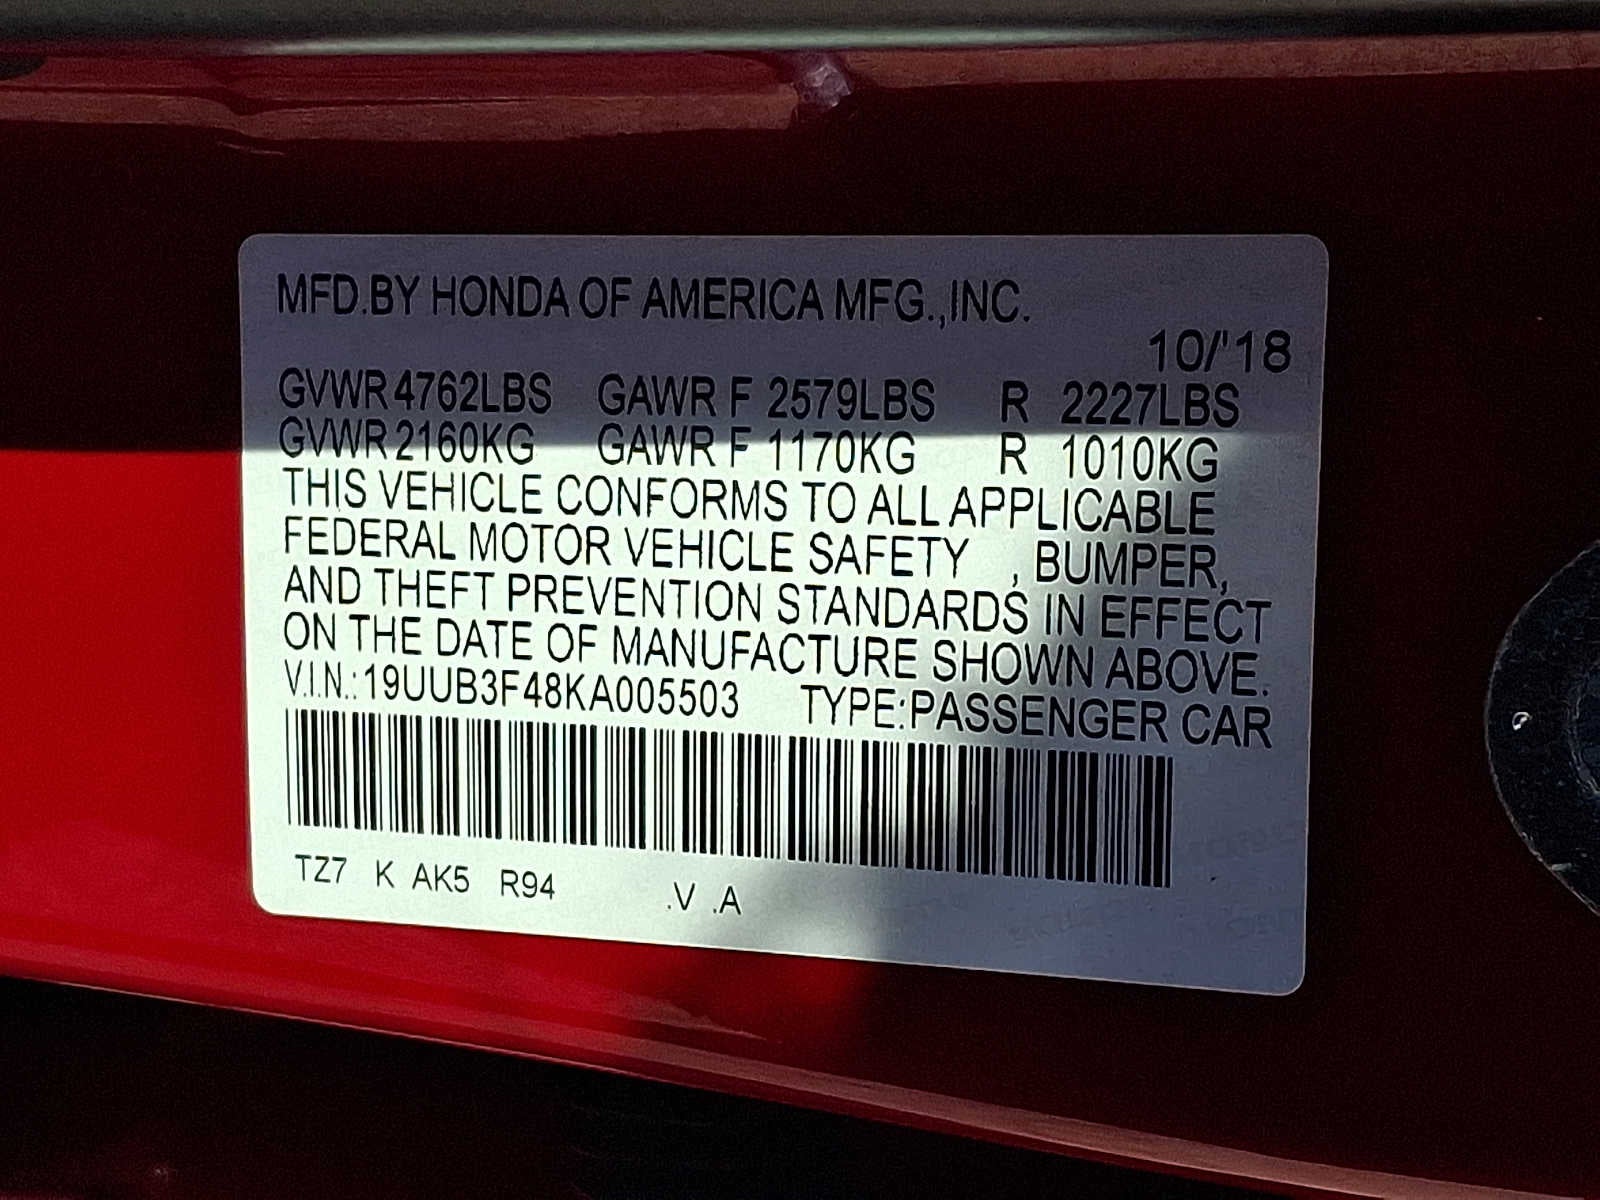 MFD.BY HONDA OF AMERICA MFG.,INC.
10/'18
GVWR 4762LBS GAWR F 2579LBS R 2227LBS
GVWR 2160KG GAWR F 1170KG R 1010KG
THIS VEHICLE CONFORMS TO ALL APPLICABLE
FEDERAL MOTOR VEHICLE SAFETY , BUMPER,
AND THEFT PREVENTION STANDARDS IN EFFECT
ON THE DATE OF MANUFACTURE SHOWN ABOVE.
V.I.N.: 19UUB3F48KA005503 TYPE:PASSENGER CAR
TZ7 K AK5 R94 .V .A